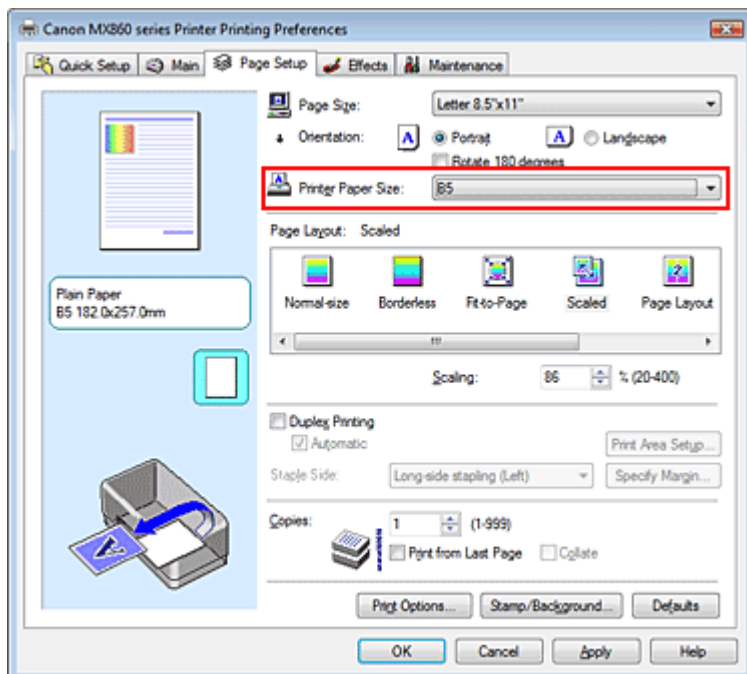 Canon MX860 series Printer Printing Preferences
Quick Setup Main Page Setup Effects Maintenance
Page Size: Letter 8.5"x11"
Orientation: A Portrait A Landscape
Rotate 180 degrees
Printer Paper Size: B5
Page Layout: Scaled
Normal-size Borderless Fit-to-Page Scaled Page Layout
Plain Paper
B5 182.0x257.0mm
Scaling: 86 % (20-400)
Duplex Printing
Automatic Print Area Setup...
Staple Side: Long-side stapling (Left) Specify Margin...
Copies: 1 (1-999)
Print from Last Page Collate
Print Options... Stamp/Background... Defaults
OK Cancel Apply Help